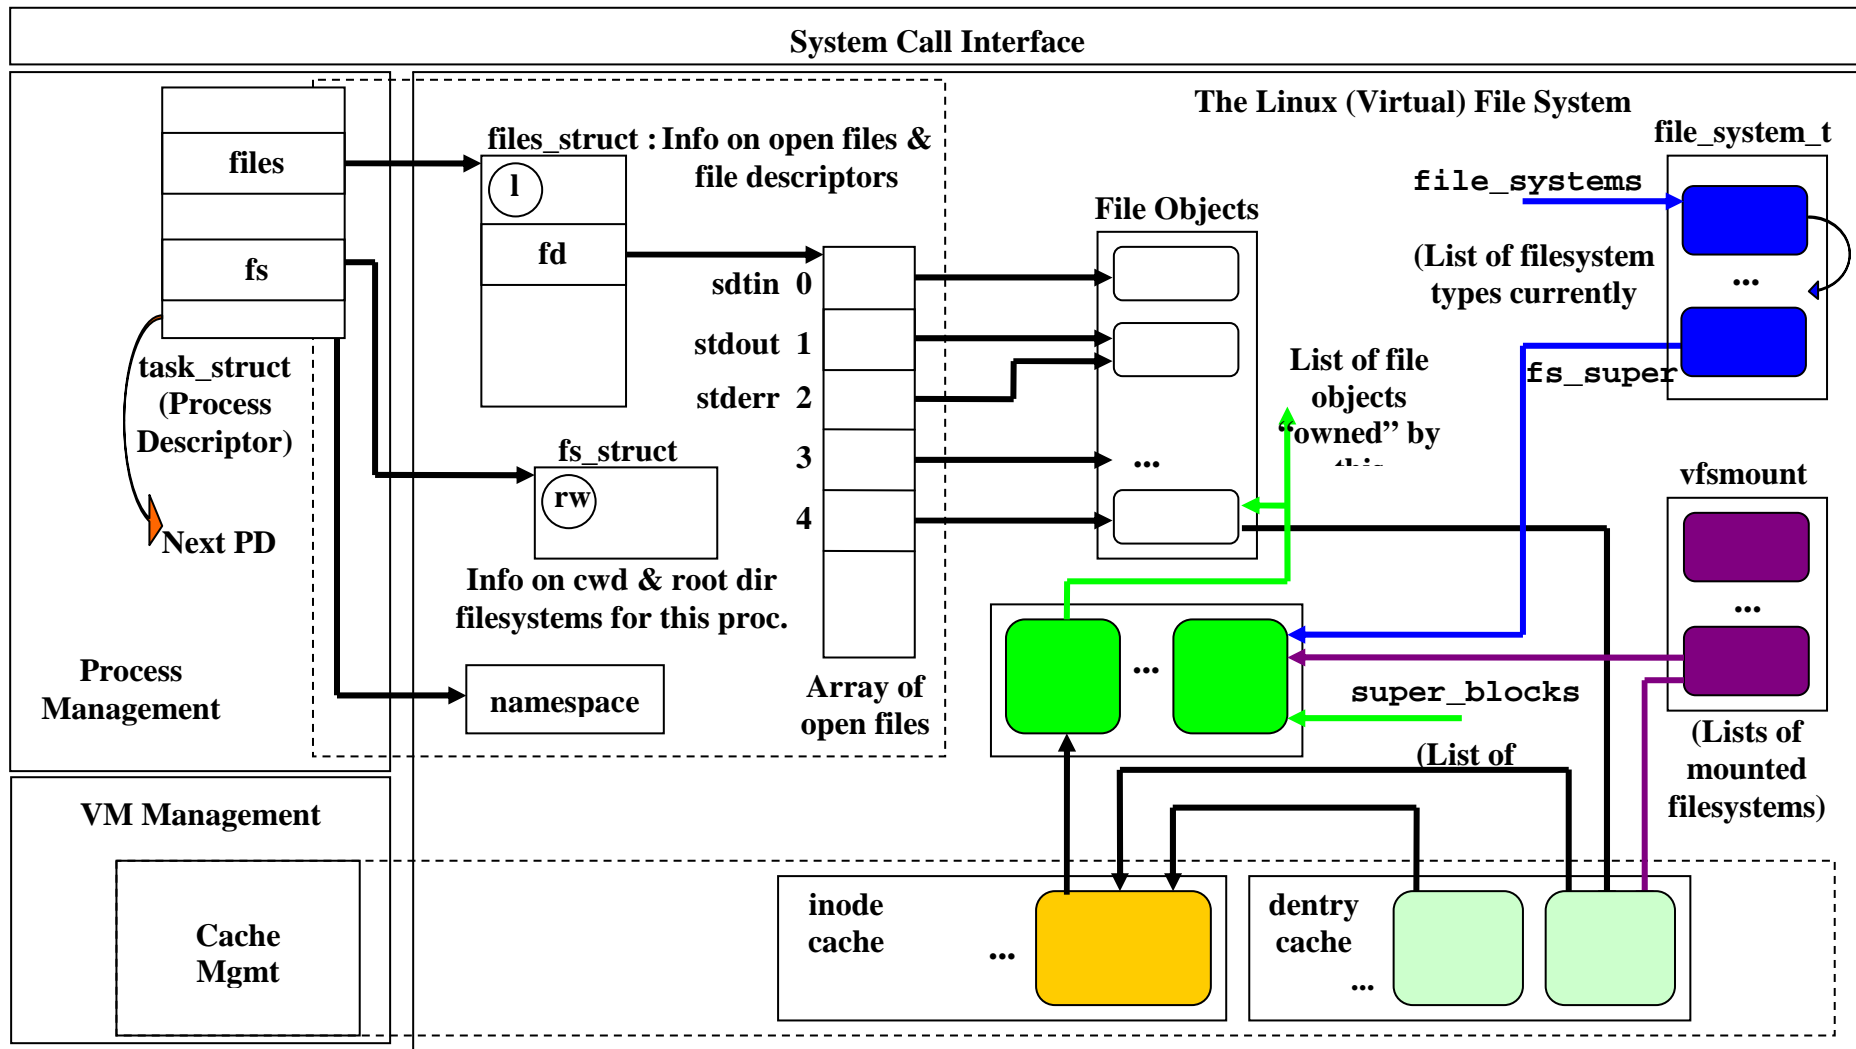 System Call Interface
The Linux (Virtual) File System
files
fs
task_struct
(Process
Descriptor)
Next PD
Process
Management
files_struct : Info on open files &
file descriptors
l
fd
fs_struct
rw
Info on cwd & root dir
filesystems for this proc.
namespace
sdtin 0
stdout 1
stderr 2
3
4
Array of
open files
File Objects
...
List of file
objects
“owned” by
this
file_system_t
file_systems
(List of filesystem
types currently
...
fs_super
vfsmount
...
(Lists of
mounted
filesystems)
...
super_blocks
(List of
VM Management
Cache
Mgmt
inode
cache
...
dentry
cache
...